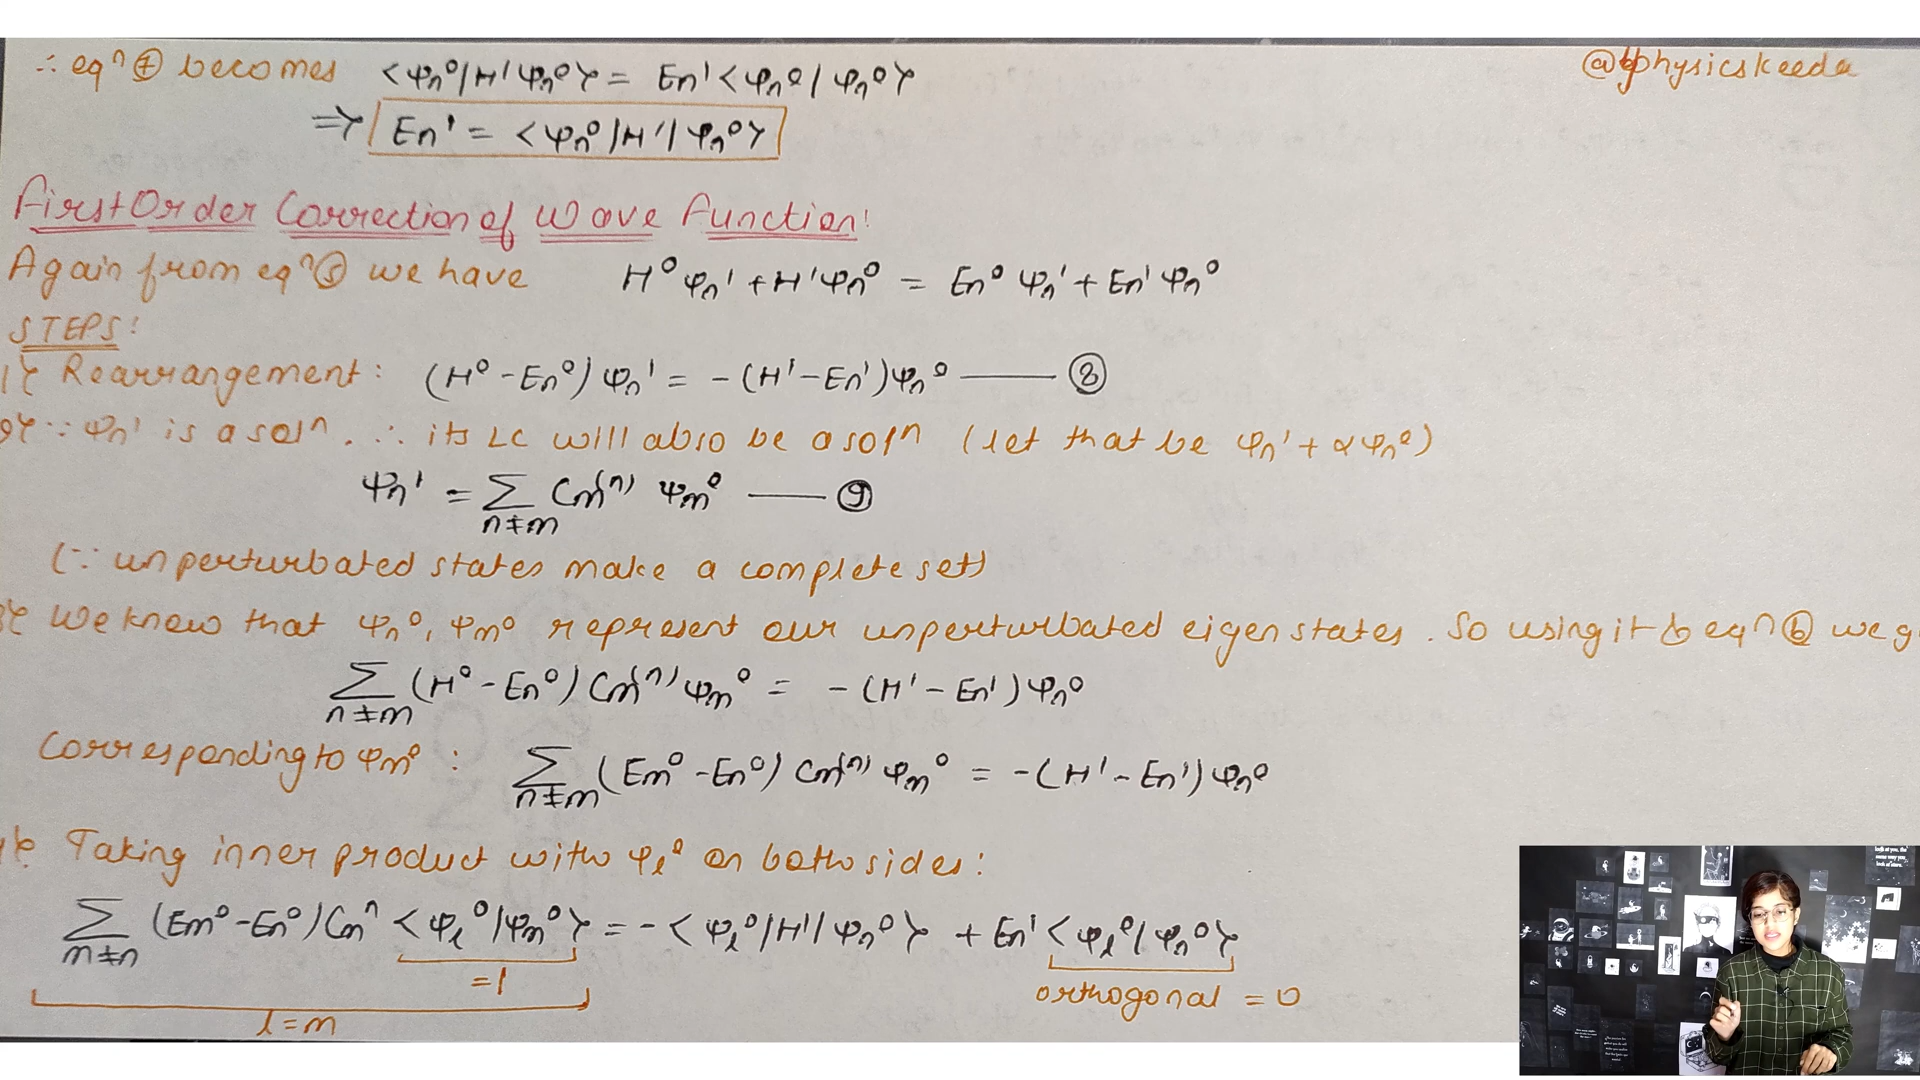 ∴ eqⁿ ⑦ becomes <Ψn⁰|H' Ψn⁰> = En' <Ψn⁰|Ψn⁰>
@bphysicskeeda
⇒ En' = <Ψn⁰|H'|Ψn⁰>
First Order Correction of Wave Function:
Again from eqⁿ ⑤ we have H⁰Ψn' + H'Ψn⁰ = En⁰Ψn' + En'Ψn⁰
STEPS:
1} Rearrangement: (H⁰ - En⁰)Ψn' = -(H' - En')Ψn⁰ —— ⑧
∵ Ψn' is a solⁿ. ∴ its LC will also be a solⁿ (let that be Ψn' + αΨn⁰)
Ψn' = Σ n≠m Cm⁽ⁿ⁾ Ψm⁰ —— ⑨
(∵ unperturbated states make a complete set)
We know that Ψn⁰, Ψm⁰ represent our unperturbated eigen states. So using it & eqⁿ ⑥ we g
Σ n≠m (H⁰ - En⁰) Cm⁽ⁿ⁾ Ψm⁰ = -(H' - En')Ψn⁰
Corresponding to Ψm⁰ : Σ n≠m (Em⁰ - En⁰) Cm⁽ⁿ⁾ Ψm⁰ = -(H' - En')Ψn⁰
Taking inner product with Ψl⁰ on both sides:
Σ m≠n (Em⁰ - En⁰) Cmⁿ <Ψl⁰|Ψm⁰> = - <Ψl⁰|H'|Ψn⁰> + En' <Ψl⁰|Ψn⁰>
=1
orthogonal = 0
l=m